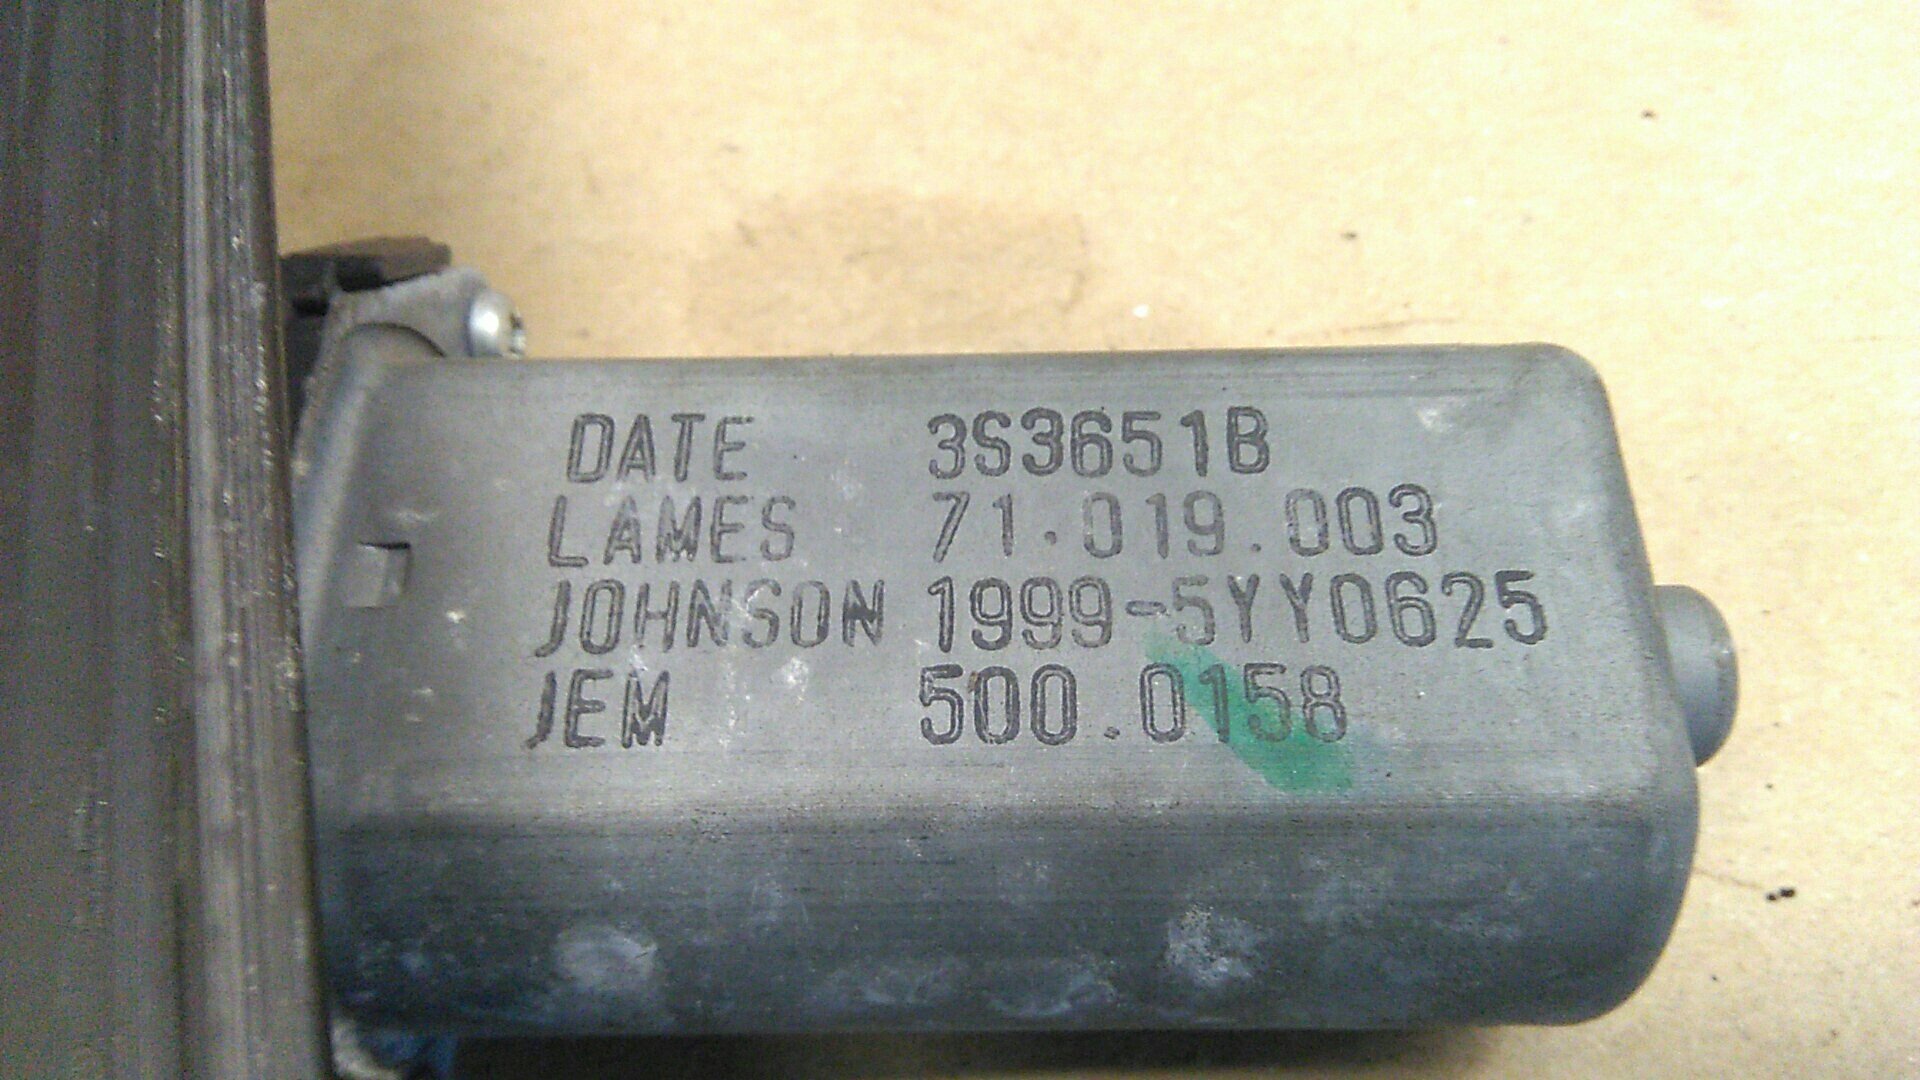 DATE 3S3651B
LAMES 71.019.003
JOHNSON 1999-5YY0625
JEM 500.0158